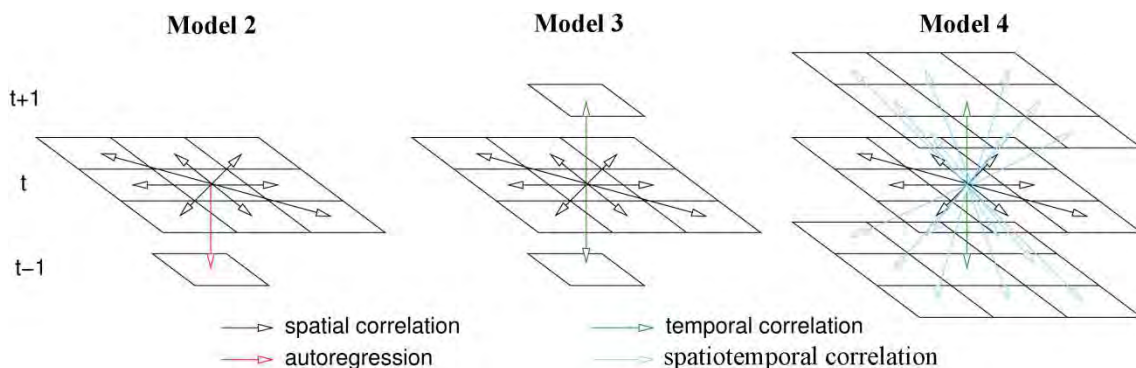 Model 2
Model 3
Model 4
t+1
t
t−1
spatial correlation
temporal correlation
autoregression
spatiotemporal correlation